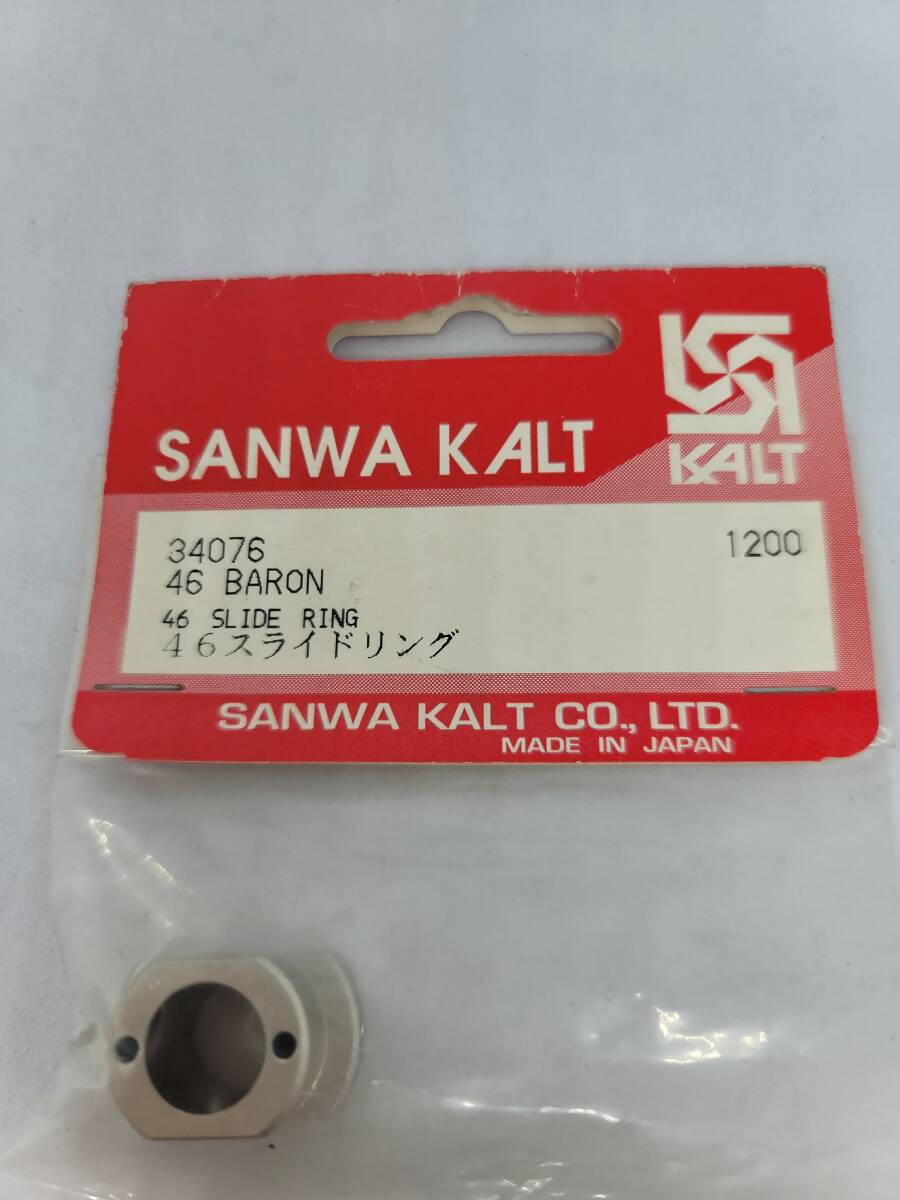 SANWA KALT
KALT
34076 1200
46 BARON
46 SLIDE RING
46スライドリング
SANWA KALT CO., LTD.
MADE IN JAPAN